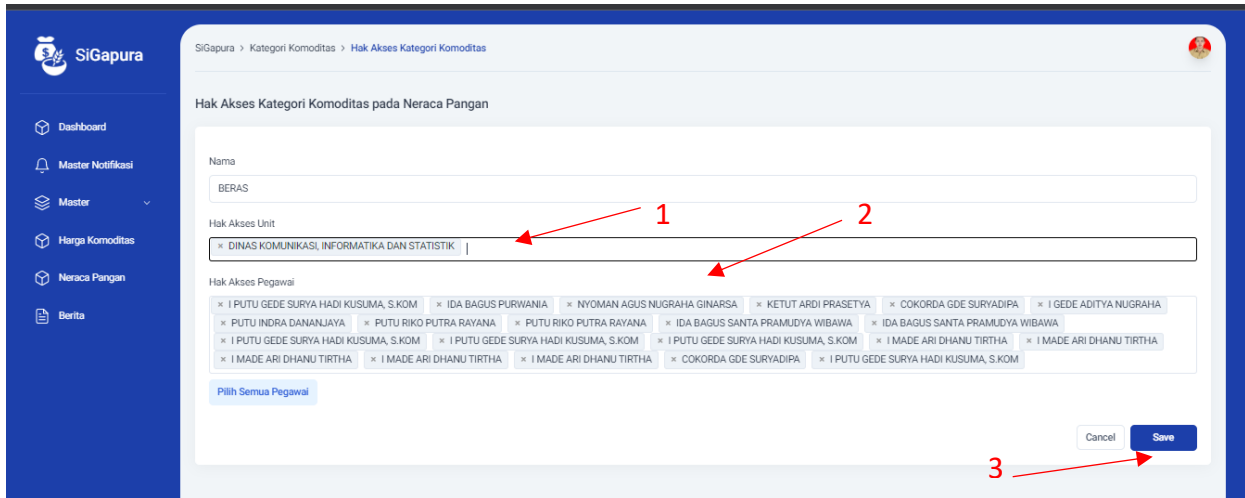 SiGapura
SiGapura > Kategori Komoditas > Hak Akses Kategori Komoditas
Hak Akses Kategori Komoditas pada Neraca Pangan
Dashboard
Master Notifikasi
Master
Harga Komoditas
Neraca Pangan
Berita
Nama
BERAS
1
2
Hak Akses Unit
× DINAS KOMUNIKASI, INFORMATIKA DAN STATISTIK
Hak Akses Pegawai
× I PUTU GEDE SURYA HADI KUSUMA, S.KOM × IDA BAGUS PURWANIA × NYOMAN AGUS NUGRAHA GINARSA × KETUT ARDI PRASETYA × COKORDA GDE SURYADIPA × I GEDE ADITYA NUGRAHA
× PUTU INDRA DANANJAYA × PUTU RIKO PUTRA RAYANA × PUTU RIKO PUTRA RAYANA × IDA BAGUS SANTA PRAMUDYA WIBAWA × IDA BAGUS SANTA PRAMUDYA WIBAWA
× I PUTU GEDE SURYA HADI KUSUMA, S.KOM × I PUTU GEDE SURYA HADI KUSUMA, S.KOM × I PUTU GEDE SURYA HADI KUSUMA, S.KOM × I MADE ARI DHANU TIRTHA × I MADE ARI DHANU TIRTHA
× I MADE ARI DHANU TIRTHA × I MADE ARI DHANU TIRTHA × I MADE ARI DHANU TIRTHA × COKORDA GDE SURYADIPA × I PUTU GEDE SURYA HADI KUSUMA, S.KOM
Pilih Semua Pegawai
Cancel
Save
3